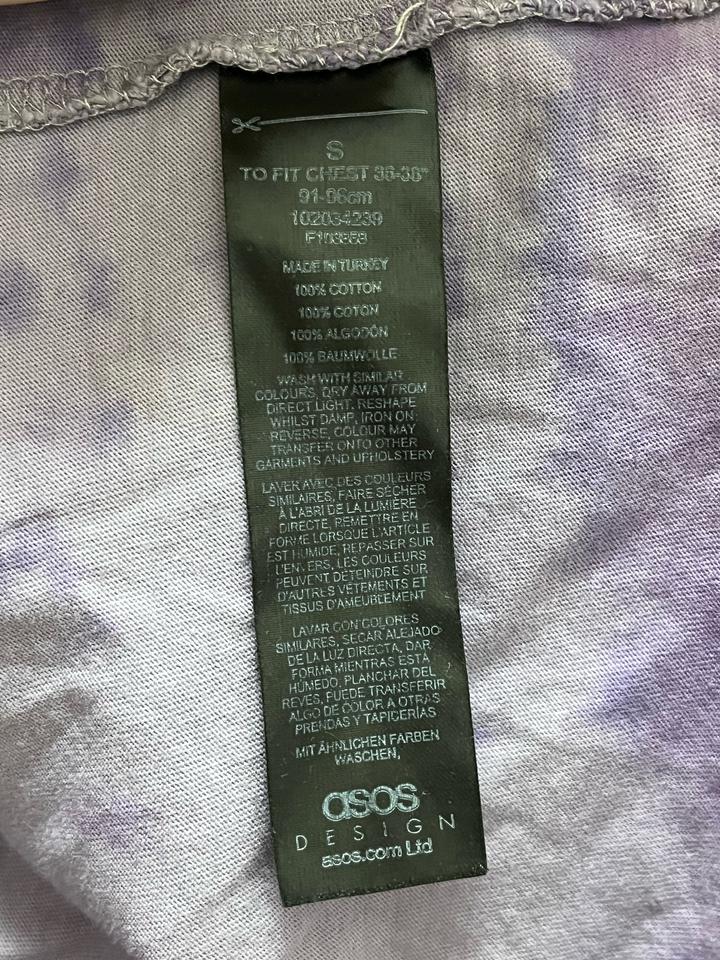 S
TO FIT CHEST 36-38"
91-96cm
102034239
F103858
MADE IN TURKEY
100% COTTON
100% COTON
100% ALGODÓN
100% BAUMWOLLE
WASH WITH SIMILAR
COLOURS, DRY AWAY FROM
DIRECT LIGHT, RESHAPE
WHILST DAMP, IRON ON
REVERSE, COLOUR MAY
TRANSFER ONTO OTHER
GARMENTS AND UPHOLSTERY
LAVER AVEC DES COULEURS
SIMILAIRES, FAIRE SÉCHER
À L'ABRI DE LA LUMIÈRE
DIRECTE, REMETTRE EN
FORME LORSQUE L'ARTICLE
EST HUMIDE, REPASSER SUR
L'ENVERS, LES COULEURS
PEUVENT DÉTEINDRE SUR
D'AUTRES VÊTEMENTS ET
TISSUS D'AMEUBLEMENT
LAVAR CON COLORES
SIMILARES, SECAR ALEJADO
DE LA LUZ DIRECTA, DAR
FORMA MIENTRAS ESTÁ
HÚMEDO, PLANCHAR DEL
REVÉS, PUEDE TRANSFERIR
ALGO DE COLOR A OTRAS
PRENDAS Y TAPICERÍAS
MIT ÄHNLICHEN FARBEN
WASCHEN,
asos
DESIGN
asos.com Ltd